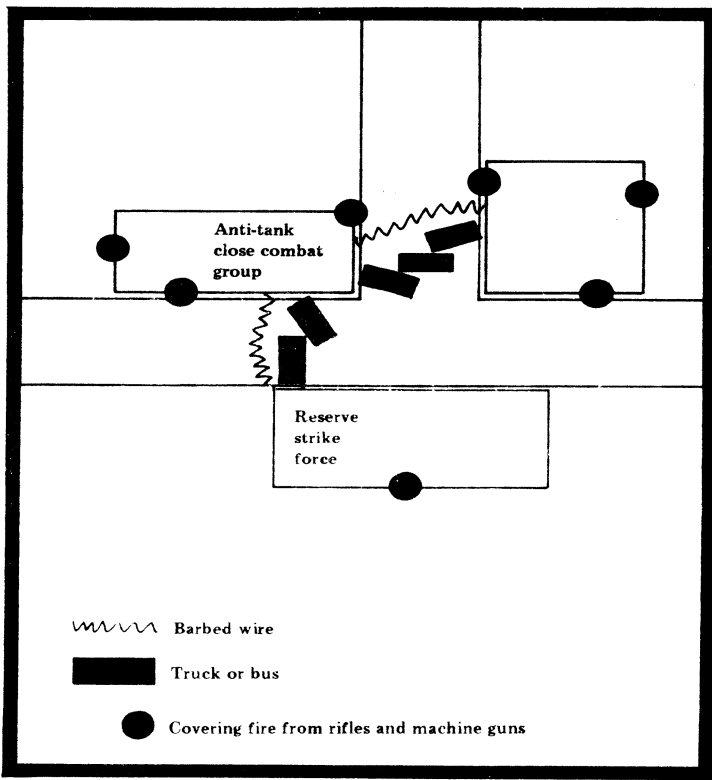 Anti-tank
close combat
group
Reserve
strike
force
Barbed wire
Truck or bus
Covering fire from rifles and machine guns